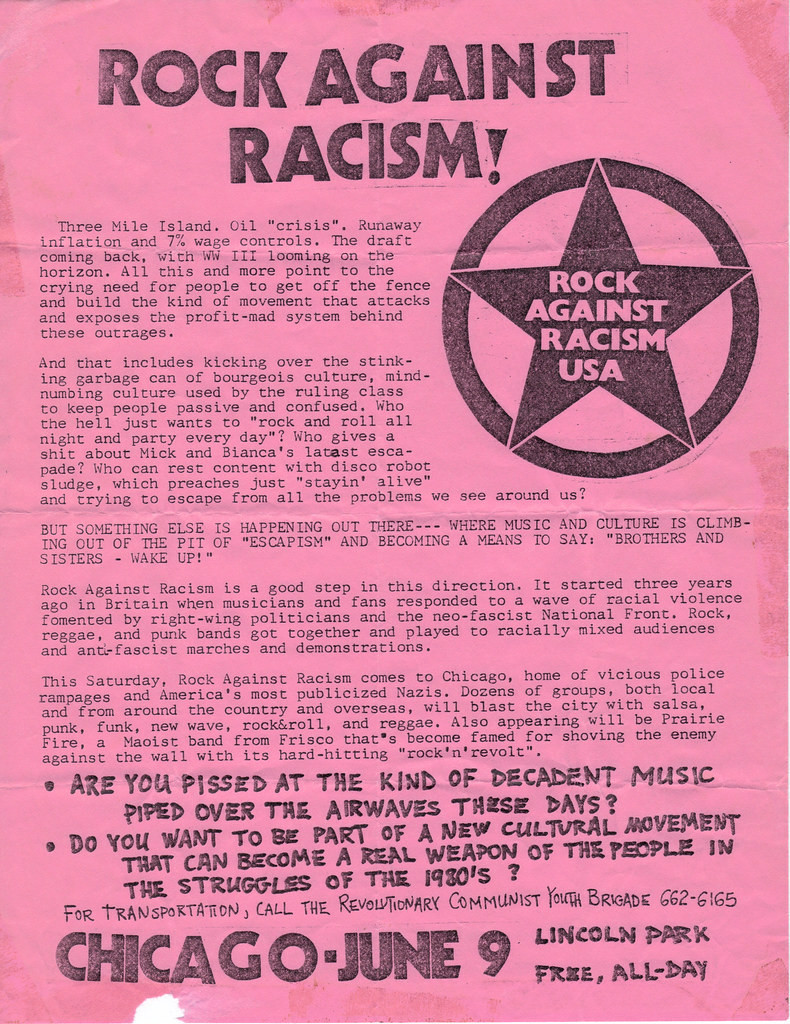 ROCK AGAINST
RACISM!
Three Mile Island. Oil "crisis". Runaway
inflation and 7% wage controls. The draft
coming back, with WW III looming on the
horizon. All this and more point to the
crying need for people to get off the fence
and build the kind of movement that attacks
and exposes the profit-mad system behind
these outrages.
ROCK
AGAINST
RACISM
USA
And that includes kicking over the stink-
ing garbage can of bourgeois culture, mind-
numbing culture used by the ruling class
to keep people passive and confused. Who
the hell just wants to "rock and roll all
night and party every day"? Who gives a
shit about Mick and Bianca's latast esca-
pade? Who can rest content with disco robot
sludge, which preaches just "stayin' alive"
and trying to escape from all the problems we see around us?
BUT SOMETHING ELSE IS HAPPENING OUT THERE--- WHERE MUSIC AND CULTURE IS CLIMB-
ING OUT OF THE PIT OF "ESCAPISM" AND BECOMING A MEANS TO SAY: "BROTHERS AND
SISTERS - WAKE UP!"
Rock Against Racism is a good step in this direction. It started three years
ago in Britain when musicians and fans responded to a wave of racial violence
fomented by right-wing politicians and the neo-fascist National Front. Rock,
reggae, and punk bands got together and played to racially mixed audiences
and anti-fascist marches and demonstrations.
This Saturday, Rock Against Racism comes to Chicago, home of vicious police
rampages and America's most publicized Nazis. Dozens of groups, both local
and from around the country and overseas, will blast the city with salsa,
punk, funk, new wave, rock&roll, and reggae. Also appearing will be Prairie
Fire, a Maoist band from Frisco that's become famed for shoving the enemy
against the wall with its hard-hitting "rock'n'revolt".
• ARE YOU PISSED AT THE KIND OF DECADENT MUSIC
PIPED OVER THE AIRWAVES THESE DAYS?
• DO YOU WANT TO BE PART OF A NEW CULTURAL MOVEMENT
THAT CAN BECOME A REAL WEAPON OF THE PEOPLE IN
THE STRUGGLES OF THE 1980'S ?
FOR TRANSPORTATION, CALL THE REVOLUTIONARY COMMUNIST YOUTH BRIGADE 662-6165
CHICAGO-JUNE 9
LINCOLN PARK
FREE, ALL-DAY